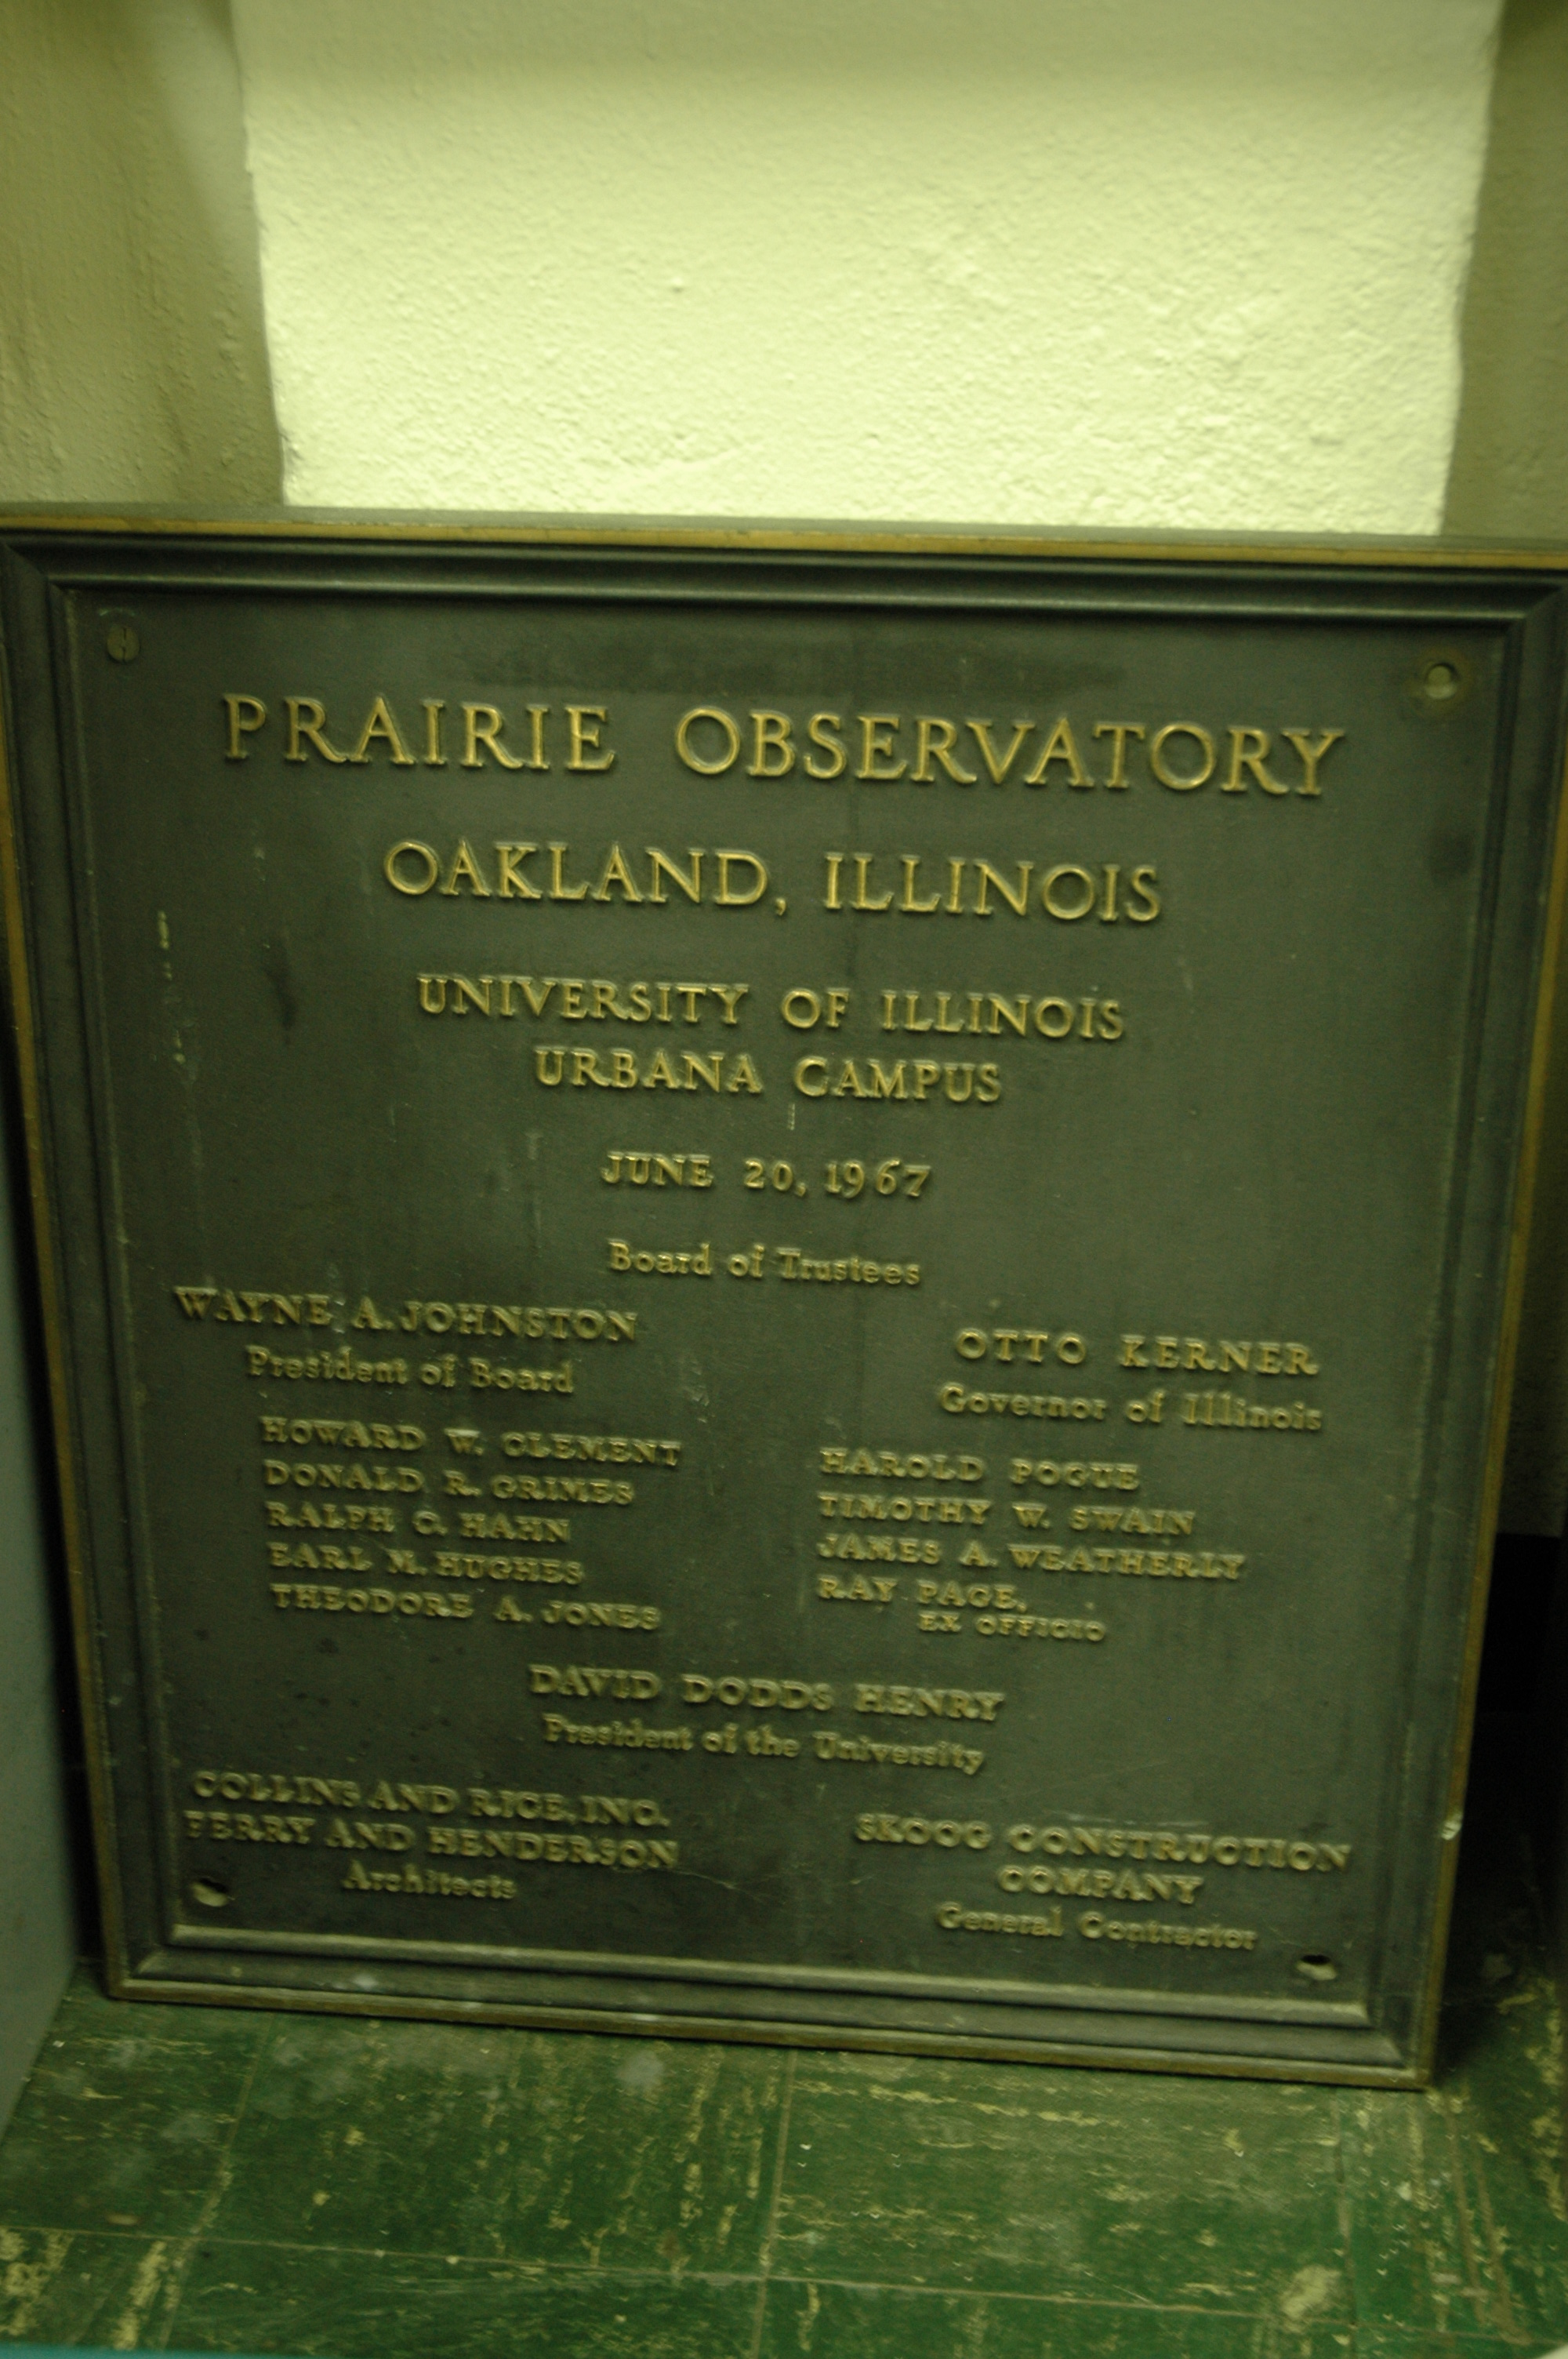 PRAIRIE OBSERVATORY
OAKLAND, ILLINOIS
UNIVERSITY OF ILLINOIS
URBANA CAMPUS
JUNE 20, 1967
Board of Trustees
WAYNE A. JOHNSTON
President of Board
OTTO KERNER
Governor of Illinois
HOWARD W. CLEMENT
DONALD R. GRIMES
RALPH C. HAHN
EARL M. HUGHES
THEODORE A. JONES
HAROLD POGUE
TIMOTHY W. SWAIN
JAMES A. WEATHERLY
RAY PAGE,
EX OFFICIO
DAVID DODDS HENRY
President of the University
COLLINS AND RICE, INC.
FERRY AND HENDERSON
Architects
SKOOG CONSTRUCTION
COMPANY
General Contractor